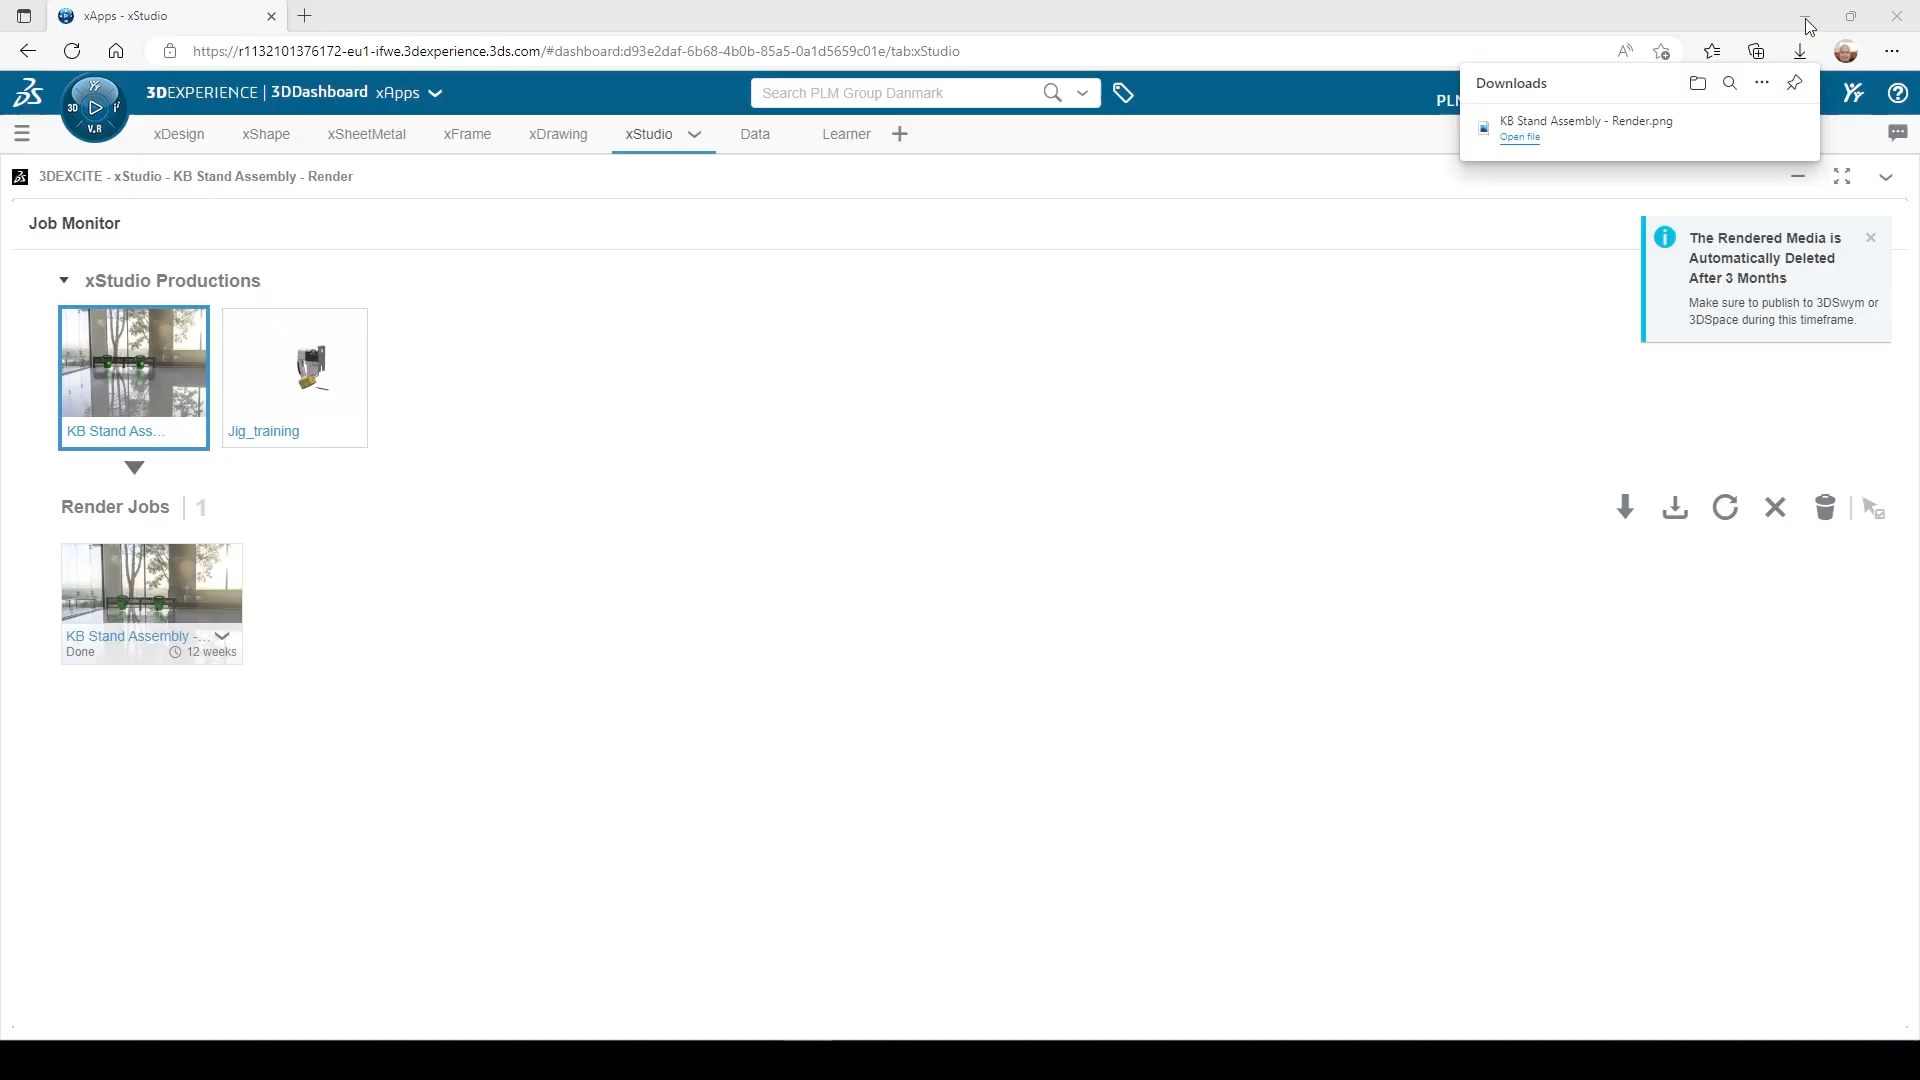 xApps - xStudio
https://r1132101376172-eu1-ifwe.3dexperience.3ds.com/#dashboard:d93e2daf-6b68-4b0b-85a5-0a1d5659c01e/tab:xStudio
3DEXPERIENCE | 3DDashboard xApps
Search PLM Group Danmark
PLM
3D
V.R
xDesign
xShape
xSheetMetal
xFrame
xDrawing
xStudio
Data
Learner
Downloads
KB Stand Assembly - Render.png
Open file
3DEXCITE - xStudio - KB Stand Assembly - Render
Job Monitor
The Rendered Media is
Automatically Deleted
After 3 Months
Make sure to publish to 3DSwym or
3DSpace during this timeframe.
xStudio Productions
KB Stand Ass...
Jig_training
Render Jobs | 1
KB Stand Assembly -...
Done
12 weeks